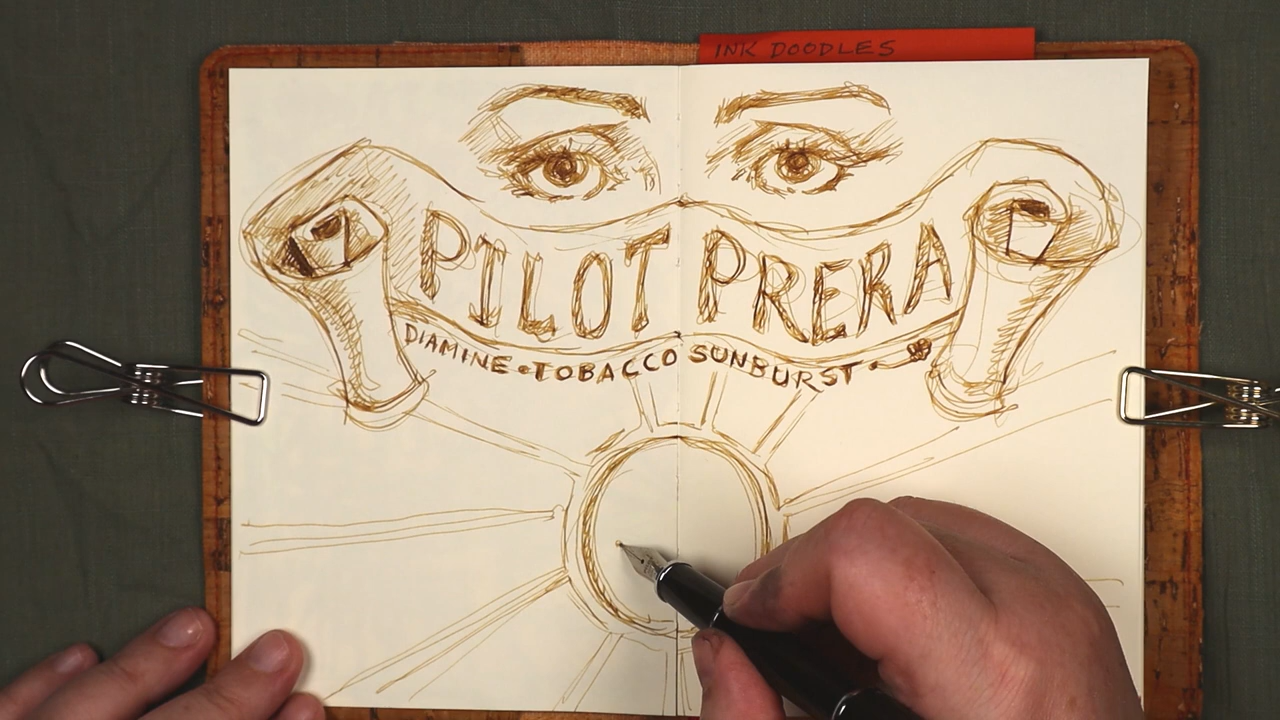 INK DOODLES
PILOT PRERA
DIAMINE • TOBACCO SUNBURST •